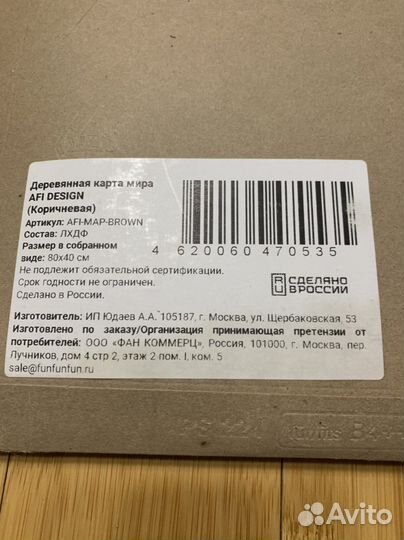 Деревянная карта мира
AFI DESIGN
(Коричневая)
Артикул: AFI-MAP-BROWN
Состав: ЛХДФ
Размер в собранном
виде: 80x40 см
Не подлежит обязательной сертификации.
Срок годности не ограничен.
Сделано в России.
4 620060 470535
RU СДЕЛАНО
В РОССИИ
Изготовитель: ИП Юдаев А.А. 105187, г. Москва, ул. Щербаковская, 53
Изготовлено по заказу/Организация принимающая претензии от
потребителей: ООО «ФАН КОММЕРЦ», Россия, 101000, г. Москва, пер.
Лучников, дом 4 стр 2, этаж 2 пом. I, ком. 5
sale@funfunfun.ru
Avito